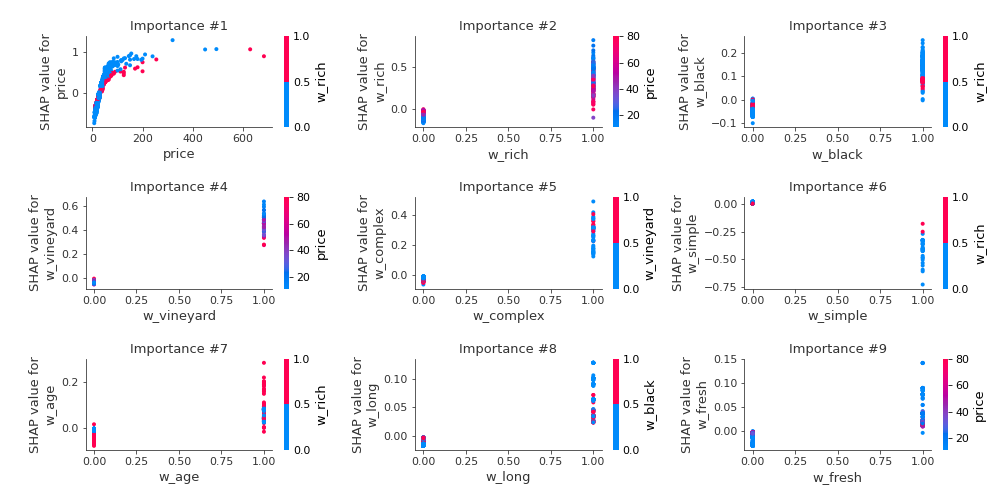 Importance #1
SHAP value for
price
1
0
0
200
400
600
price
1.0
0.5
0.0
w_rich
Importance #2
SHAP value for
w_rich
0.5
0.0
0.00
0.25
0.50
0.75
1.00
w_rich
80
60
40
20
price
Importance #3
SHAP value for
w_black
0.2
0.1
0.0
−0.1
0.00
0.25
0.50
0.75
1.00
w_black
1.0
0.5
0.0
w_rich
Importance #4
SHAP value for
w_vineyard
0.6
0.4
0.2
0.0
0.00
0.25
0.50
0.75
1.00
w_vineyard
80
60
40
20
price
Importance #5
SHAP value for
w_complex
0.4
0.2
0.0
0.00
0.25
0.50
0.75
1.00
w_complex
1.0
0.5
0.0
w_vineyard
Importance #6
SHAP value for
w_simple
0.00
−0.25
−0.50
−0.75
0.00
0.25
0.50
0.75
1.00
w_simple
1.0
0.5
0.0
w_rich
Importance #7
SHAP value for
w_age
0.2
0.0
0.00
0.25
0.50
0.75
1.00
w_age
1.0
0.5
0.0
w_rich
Importance #8
SHAP value for
w_long
0.10
0.05
0.00
0.00
0.25
0.50
0.75
1.00
w_long
1.0
0.5
0.0
w_black
Importance #9
SHAP value for
w_fresh
0.15
0.10
0.05
0.00
0.00
0.25
0.50
0.75
1.00
w_fresh
80
60
40
20
price